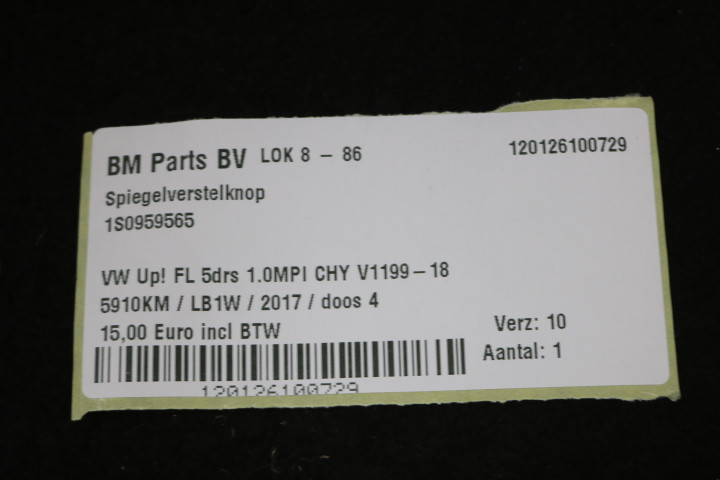 BM Parts BV LOK 8 - 86 120126100729
Spiegelverstelknop
1S0959565
VW Up! FL 5drs 1.0MPI CHY V1199-18
5910KM / LB1W / 2017 / doos 4
15,00 Euro incl BTW
Verz: 10
Aantal: 1
120126100729